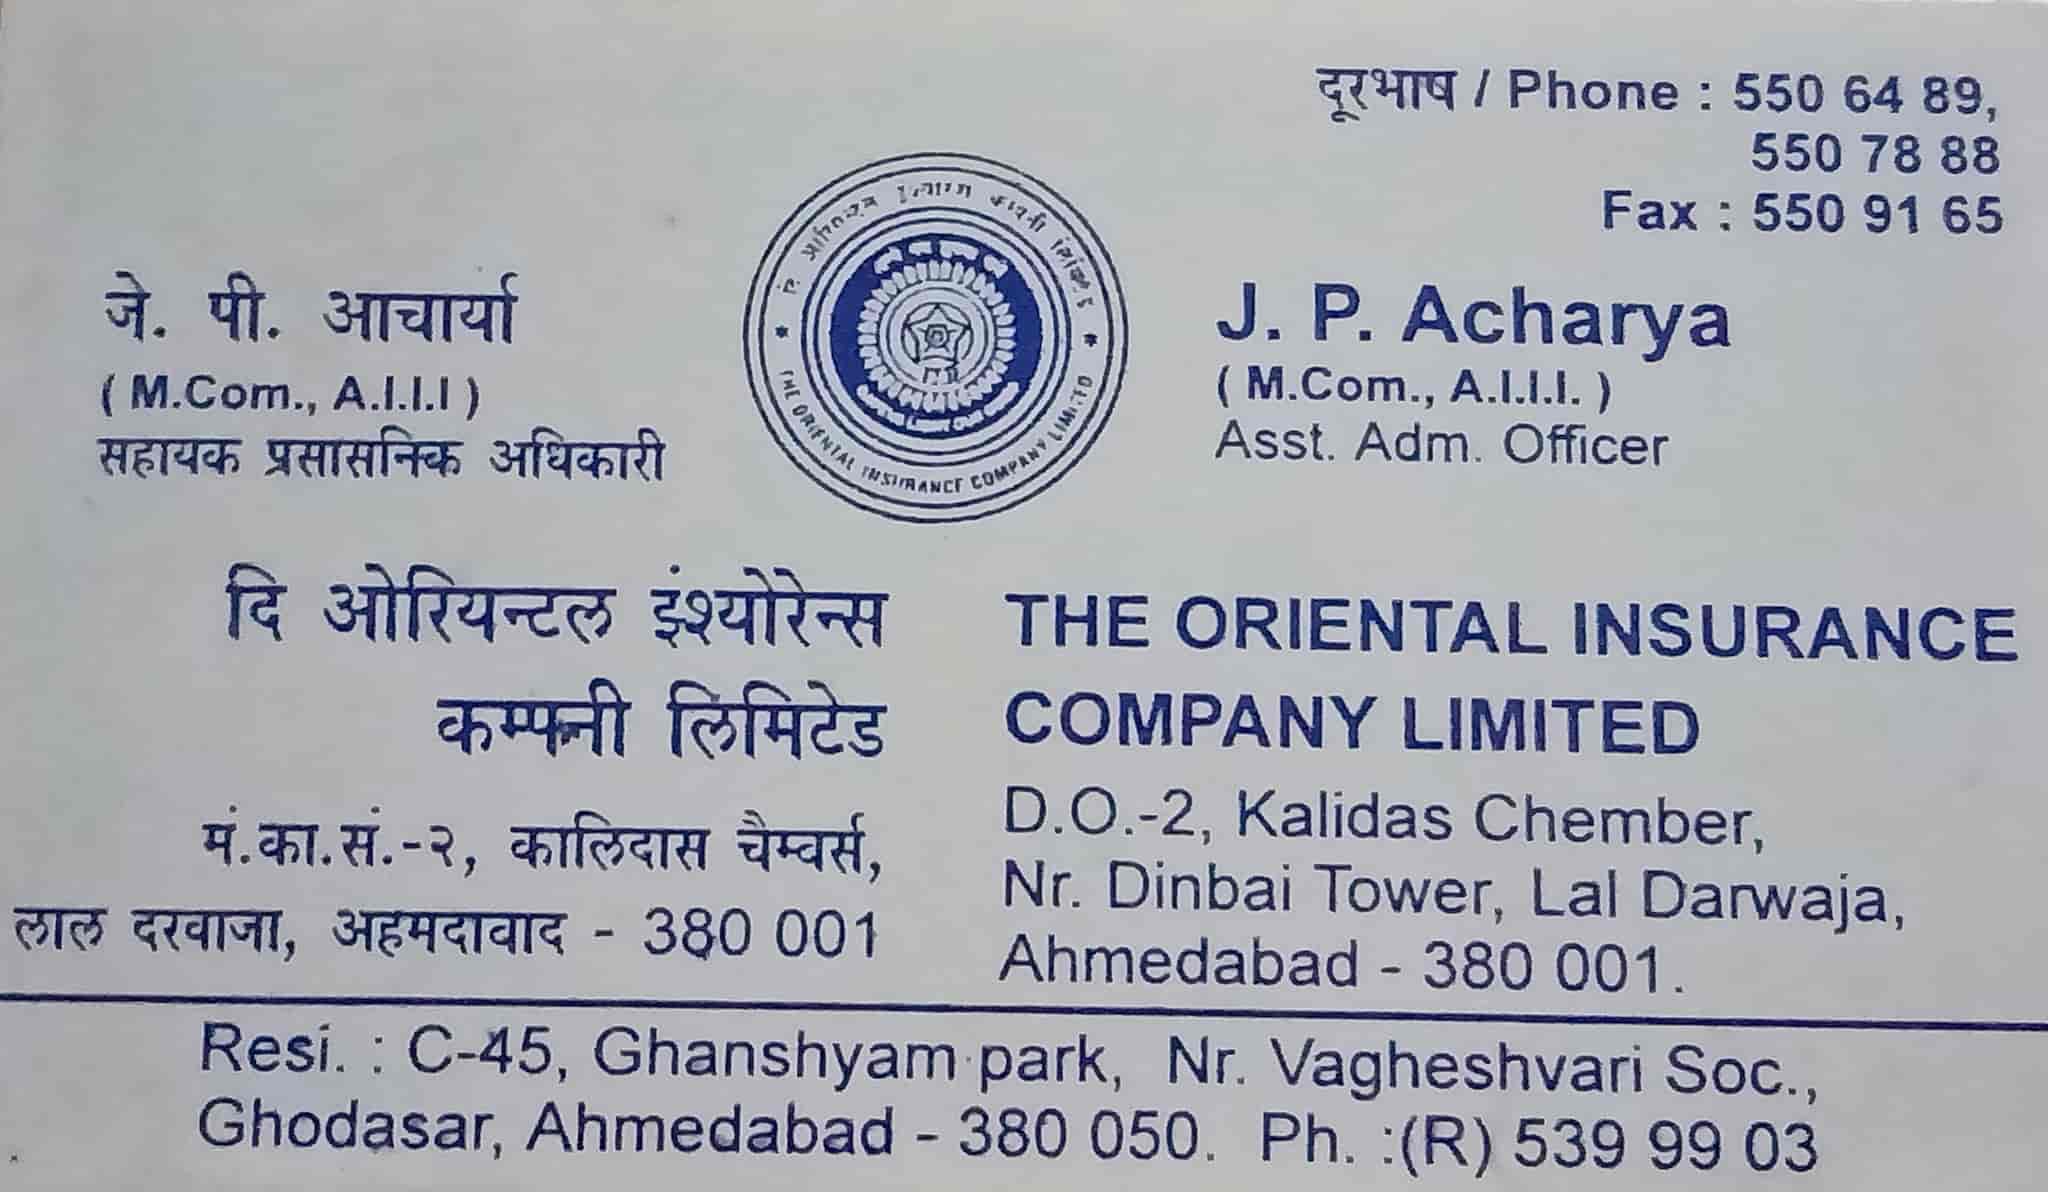 दूरभाष / Phone : 550 64 89,
550 78 88
Fax : 550 91 65
जे. पी. आचार्या
( M.Com., A.I.I.I )
सहायक प्रसासनिक अधिकारी
THE ORIENTAL INSURANCE COMPANY LIMITED
J. P. Acharya
( M.Com., A.I.I.I. )
Asst. Adm. Officer
दि ओरियन्टल इंश्योरेन्स
कम्पनी लिमिटेड
मं.का.सं.-२, कालिदास चैम्वर्स,
लाल दरवाजा, अहमदावाद - 380 001
THE ORIENTAL INSURANCE
COMPANY LIMITED
D.O.-2, Kalidas Chember,
Nr. Dinbai Tower, Lal Darwaja,
Ahmedabad - 380 001.
Resi. : C-45, Ghanshyam park, Nr. Vagheshvari Soc.,
Ghodasar, Ahmedabad - 380 050. Ph. :(R) 539 99 03